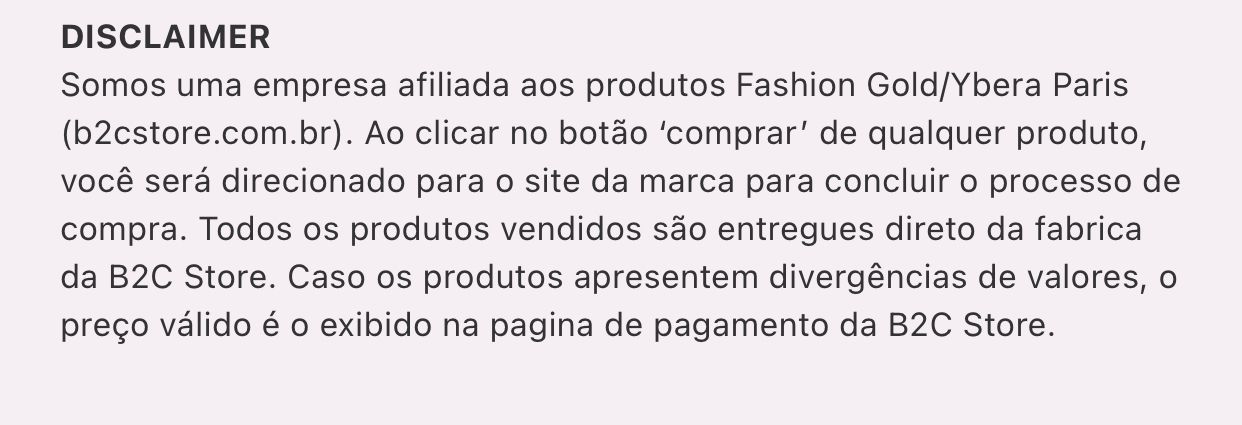 DISCLAIMER
Somos uma empresa afiliada aos produtos Fashion Gold/Ybera Paris
(b2cstore.com.br). Ao clicar no botão ‘comprar’ de qualquer produto,
você será direcionado para o site da marca para concluir o processo de
compra. Todos os produtos vendidos são entregues direto da fabrica
da B2C Store. Caso os produtos apresentem divergências de valores, o
preço válido é o exibido na pagina de pagamento da B2C Store.